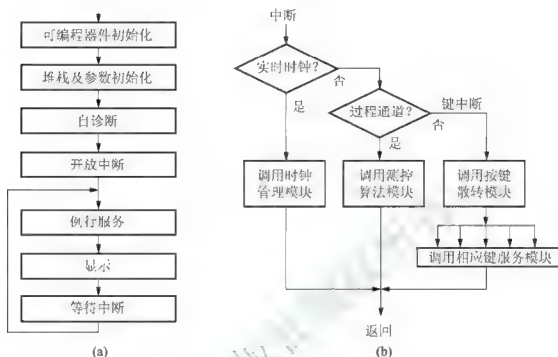 可编程器件初始化
堆栈及参数初始化
自诊断
开放中断
例行服务
显示
等待中断
(a)
中断
实时时钟?
否
是
过程通道?
键中断
否
是
调用时钟
管理模块
调用测控
算法模块
调用按键
散转模块
调用相应键服务模块
返回
(b)